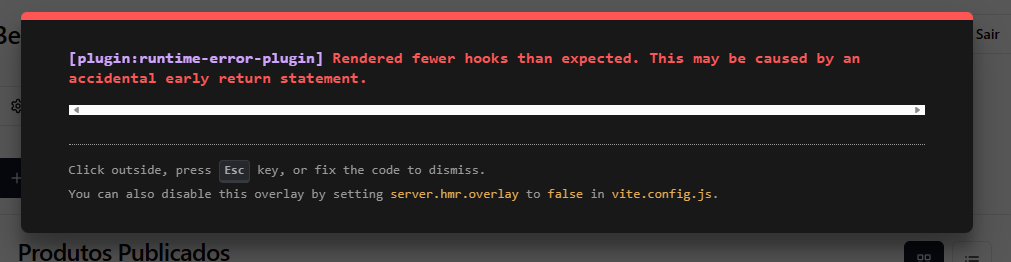 Be
Sair
[plugin:runtime-error-plugin] Rendered fewer hooks than expected. This may be caused by an
accidental early return statement.
Click outside, press Esc key, or fix the code to dismiss.
You can also disable this overlay by setting server.hmr.overlay to false in vite.config.js.
Produtos Publicados